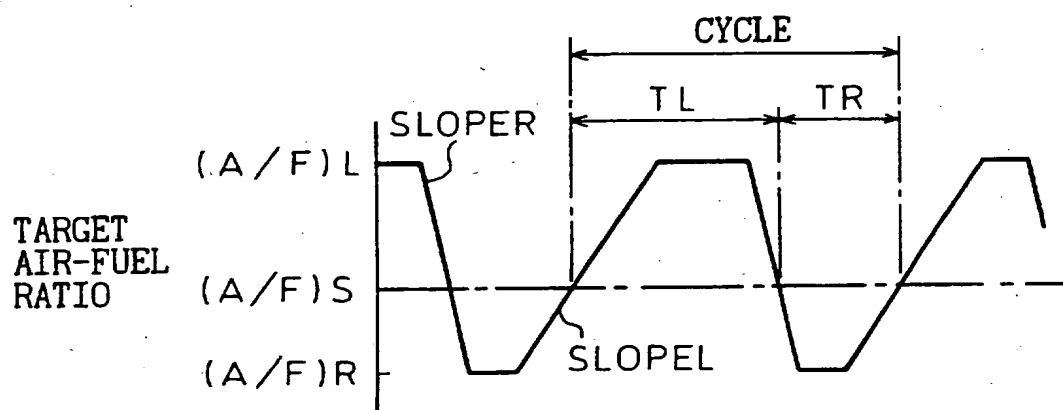 CYCLE
TL TR
SLOPER
(A/F)L
TARGET
AIR-FUEL
RATIO
(A/F)S
SLOPEL
(A/F)R